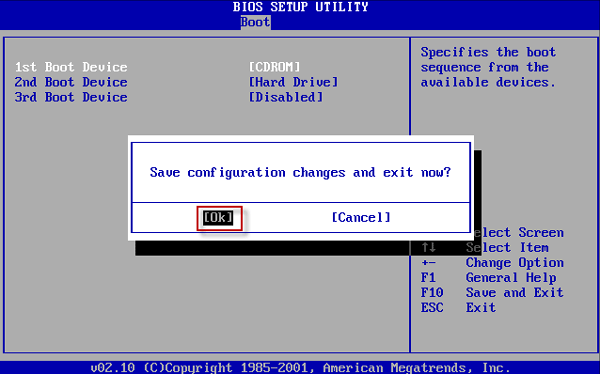 BIOS SETUP UTILITY
Boot
1st Boot Device [CDROM]
2nd Boot Device [Hard Drive]
3rd Boot Device [Disabled]
Specifies the boot
sequence from the
available devices.
Save configuration changes and exit now?
[Ok] [Cancel]
Select Screen
↑↓ Select Item
+- Change Option
F1 General Help
F10 Save and Exit
ESC Exit
v02.10 (C)Copyright 1985-2001, American Megatrends, Inc.